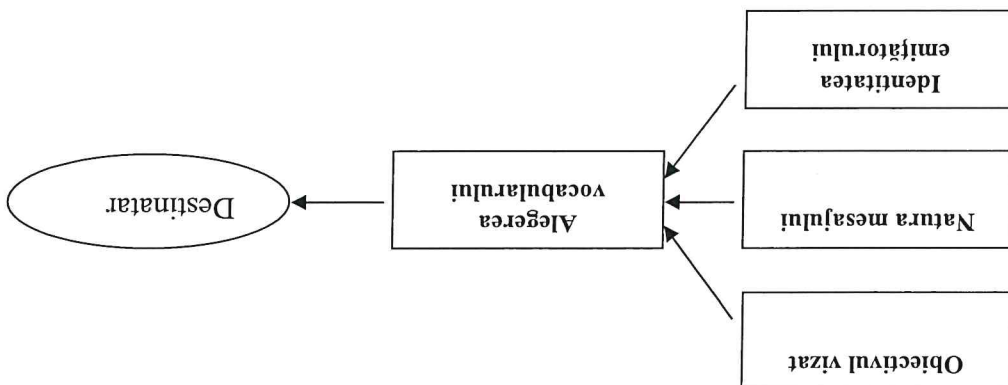 Obiectivul vizat
Natura mesajului
Identitatea
emițătorului
Alegerea
vocabularului
Destinatar